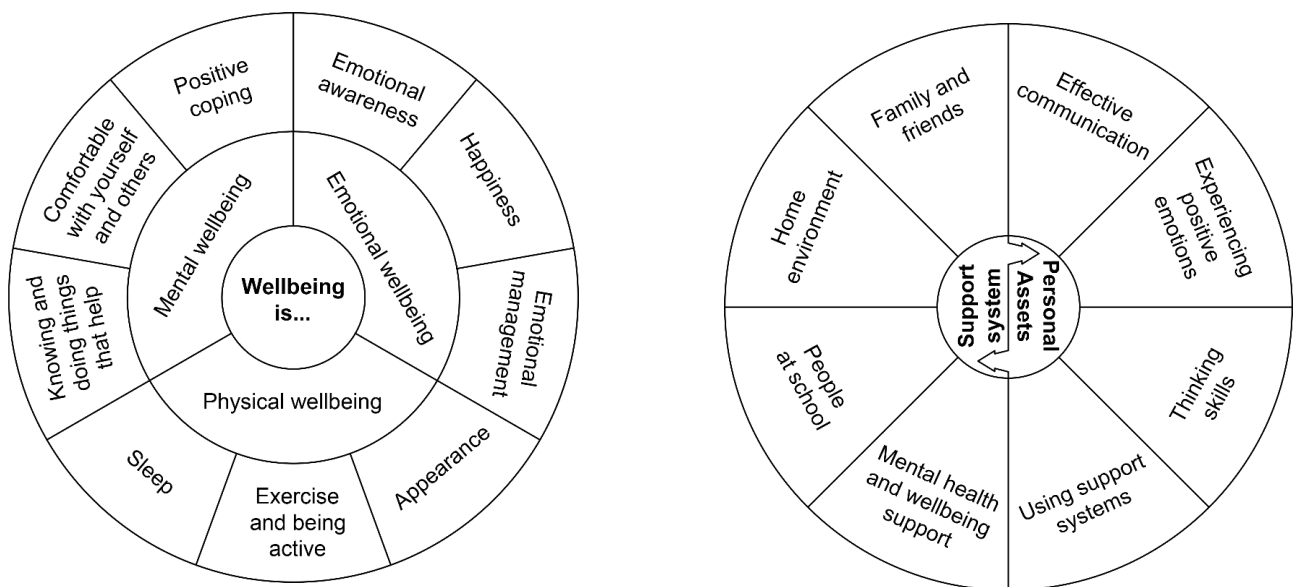 Wellbeing
is...
Mental wellbeing
Emotional wellbeing
Physical wellbeing
Positive
coping
Emotional
awareness
Happiness
Emotional
management
Appearance
Exercise
and being
active
Sleep
Knowing and
doing things
that help
Comfortable
with yourself
and others
Support
system
Personal
Assets
Family and
friends
Effective
communication
Experiencing
positive
emotions
Thinking
skills
Using support
systems
Mental health
and wellbeing
support
People
at school
Home
environment